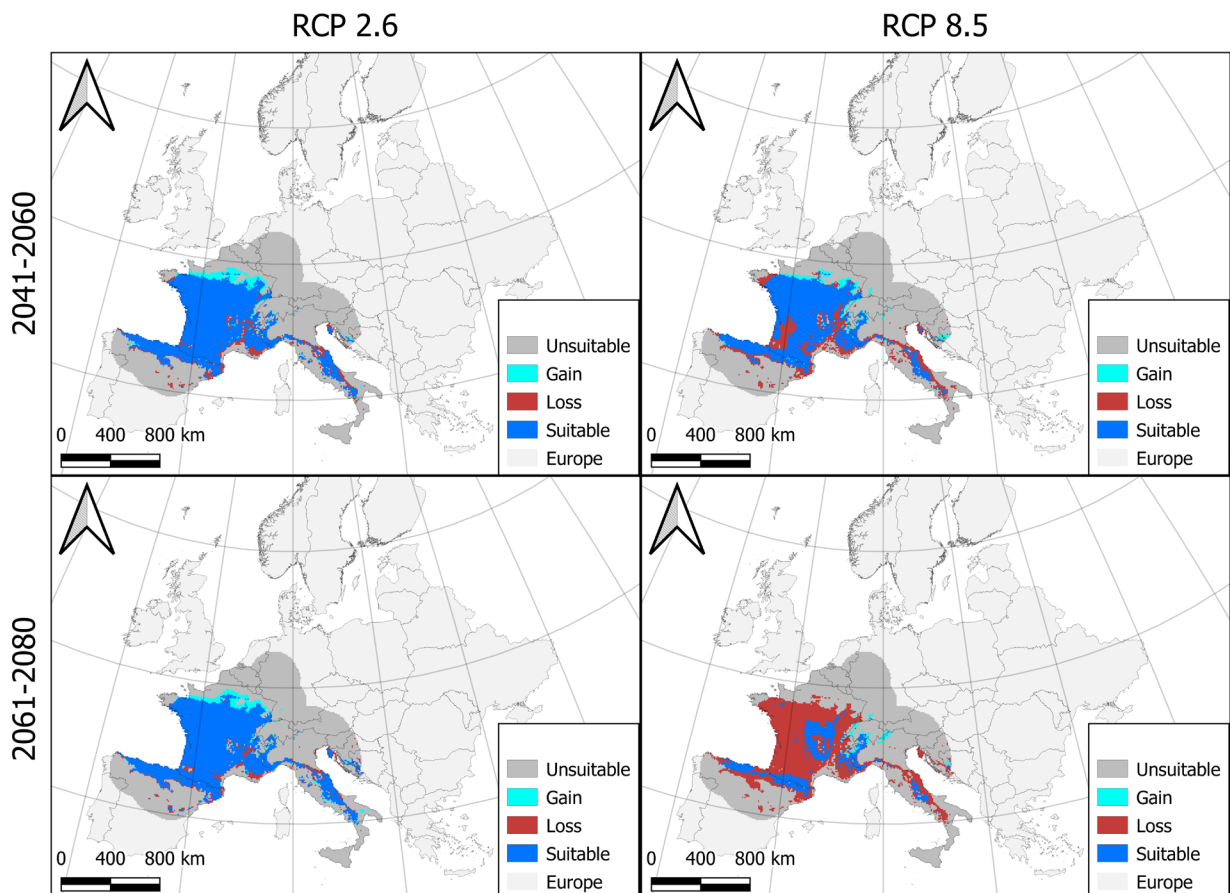 RCP 2.6
RCP 8.5
2041-2060
Unsuitable
Gain
Loss
Suitable
Europe
0 400 800 km
Unsuitable
Gain
Loss
Suitable
Europe
0 400 800 km
2061-2080
Unsuitable
Gain
Loss
Suitable
Europe
0 400 800 km
Unsuitable
Gain
Loss
Suitable
Europe
0 400 800 km